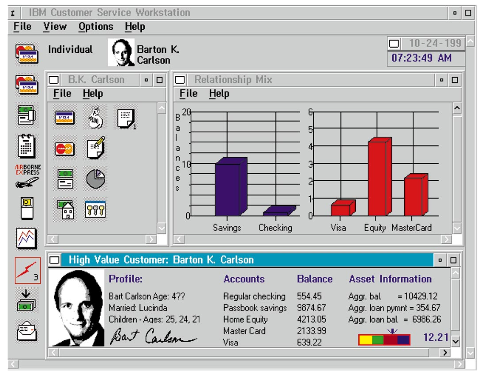 IBM Customer Service Workstation
File View Options Help
Individual
Barton K.
Carlson
10-24-199
07:23:49 AM
B.K. Carlson
File Help
1
AIRBORNE
EXPRESS
3
Relationship Mix
File Help
Balances
20
10
0
Savings Checking
6
5
4
3
2
1
0
Visa Equity MasterCard
High Value Customer: Barton K. Carlson
Profile: Accounts Balance Asset Information
Bart Carlson Age: 4?? Regular checking 554.45 Aggr. bal = 10429.12
Married: Lucinda Passbook savings 9874.67 Aggr. loan pymnt = 354.67
Children - Ages: 25, 24, 21 Home Equity 4213.05 Aggr. loan bal = 6986.26
Master Card 2133.99
Visa 639.22
Bart Carlson
12.21